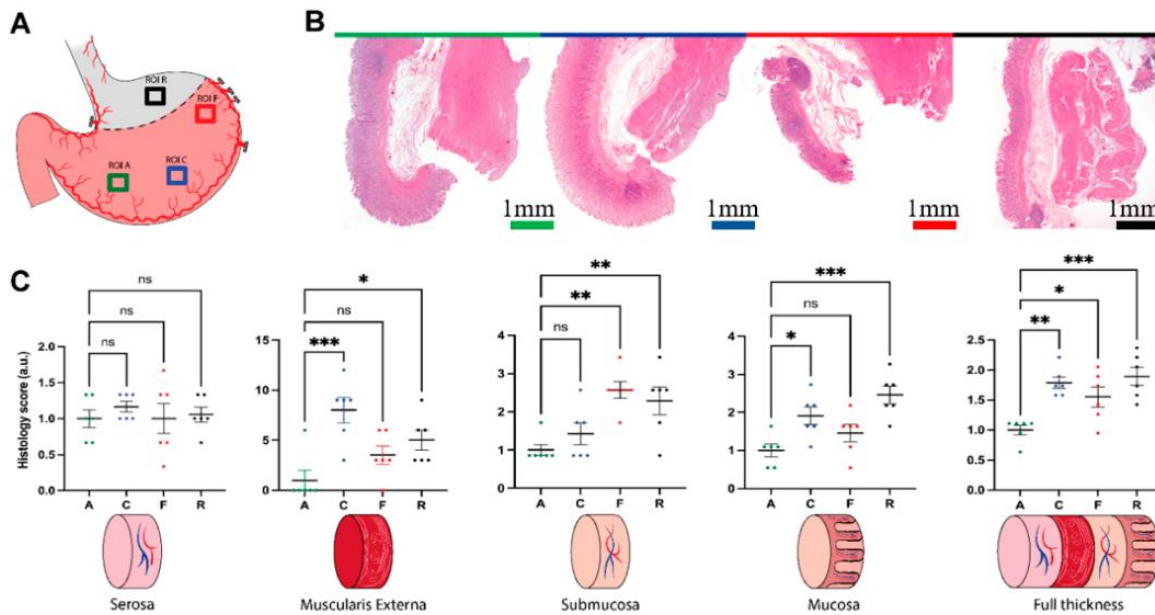 A
ROI R
ROI F
ROI A
ROI C
B
1mm
1mm
1mm
1mm
C
Histology score (a.u.)
ns
ns
ns
2.0
1.5
1.0
0.5
0.0
A C F R
Serosa
*
ns
***
15
10
5
0
A C F R
Muscularis Externa
**
**
ns
4
3
2
1
0
A C F R
Submucosa
***
ns
*
4
3
2
1
0
A C F R
Mucosa
***
*
**
2.5
2.0
1.5
1.0
0.5
0.0
A C F R
Full thickness